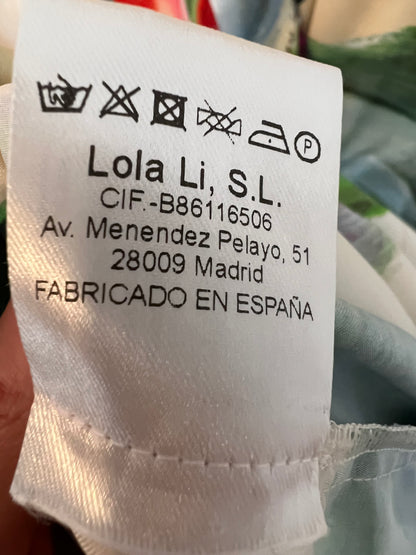 P
Lola Li, S.L.
CIF.-B86116506
Av. Menendez Pelayo, 51
28009 Madrid
FABRICADO EN ESPAÑA